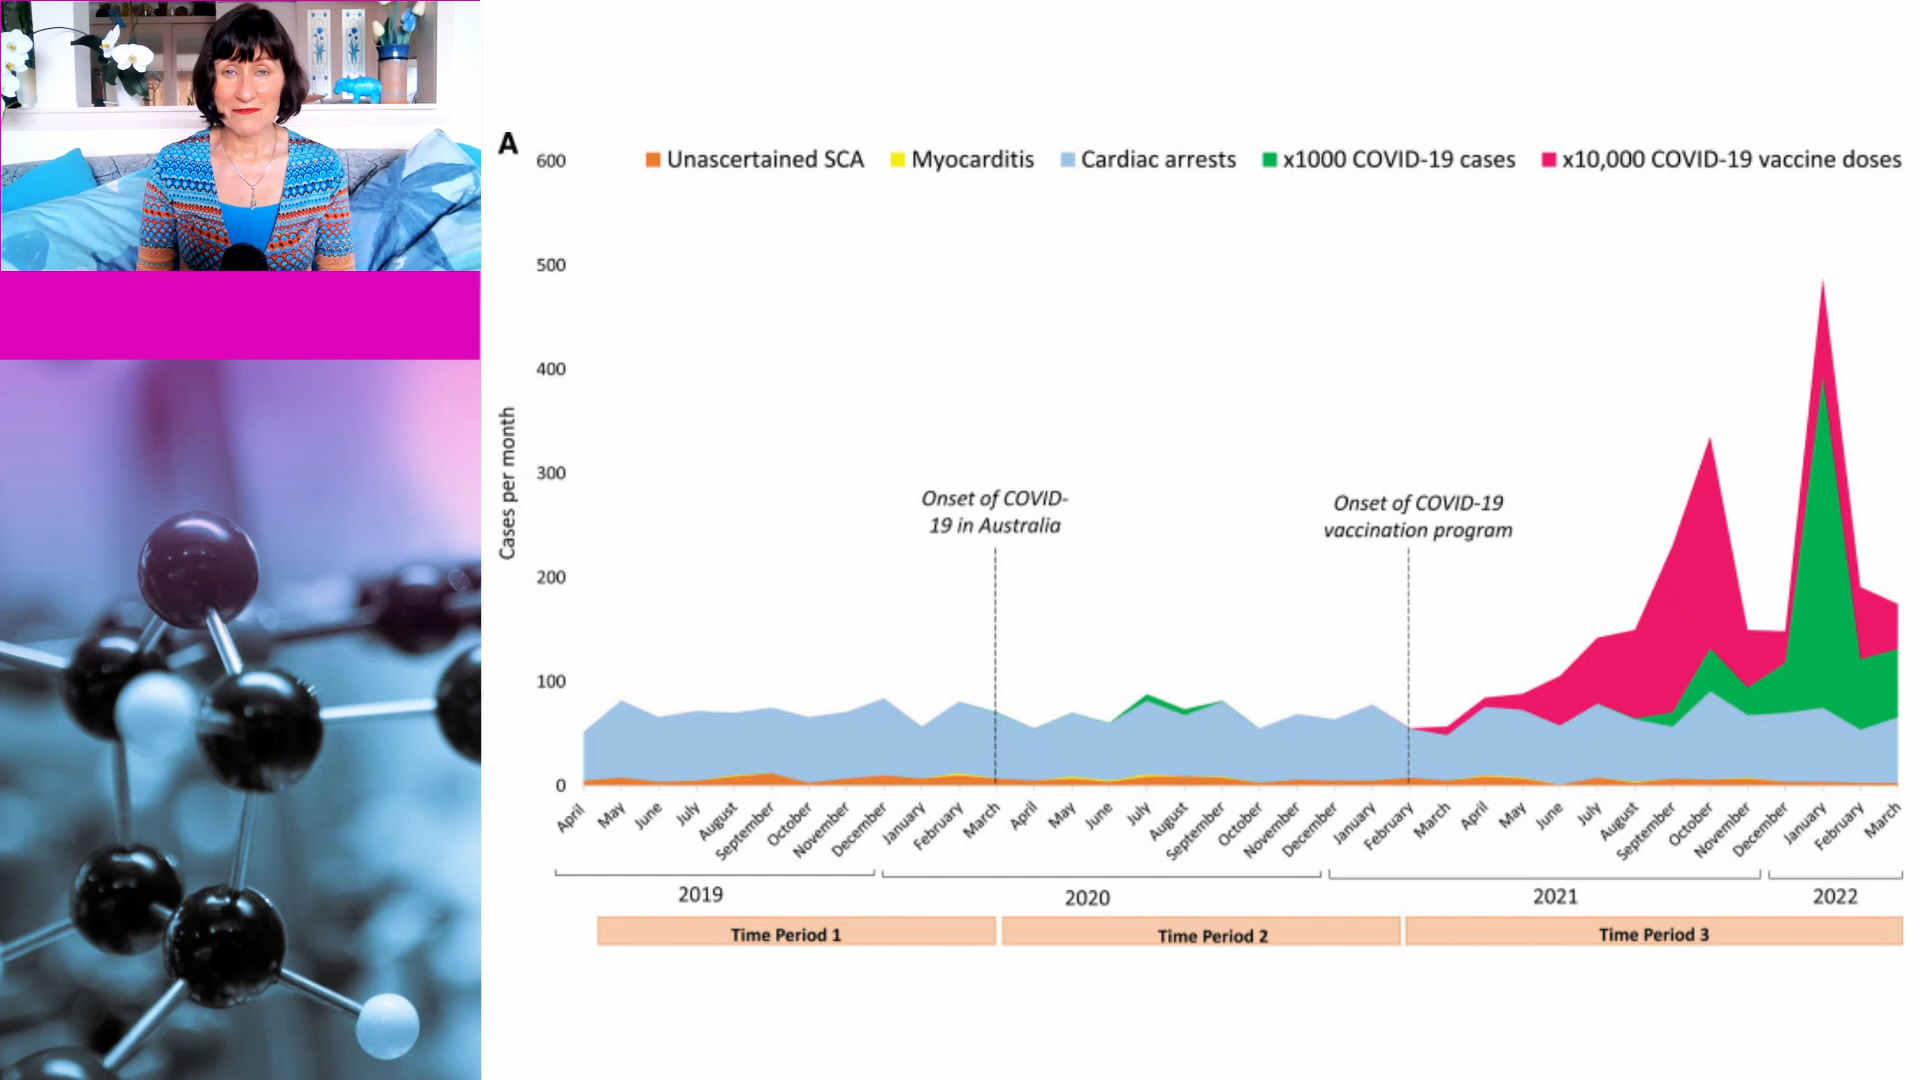 A
600
Unascertained SCA Myocarditis Cardiac arrests x1000 COVID-19 cases x10,000 COVID-19 vaccine doses
500
400
300
200
100
0
Cases per month
Onset of COVID-
19 in Australia
Onset of COVID-19
vaccination program
April May June July August September October November December January February March April May June July August September October November December January February March April May June July August September October November December January February March
2019 2020 2021 2022
Time Period 1 Time Period 2 Time Period 3